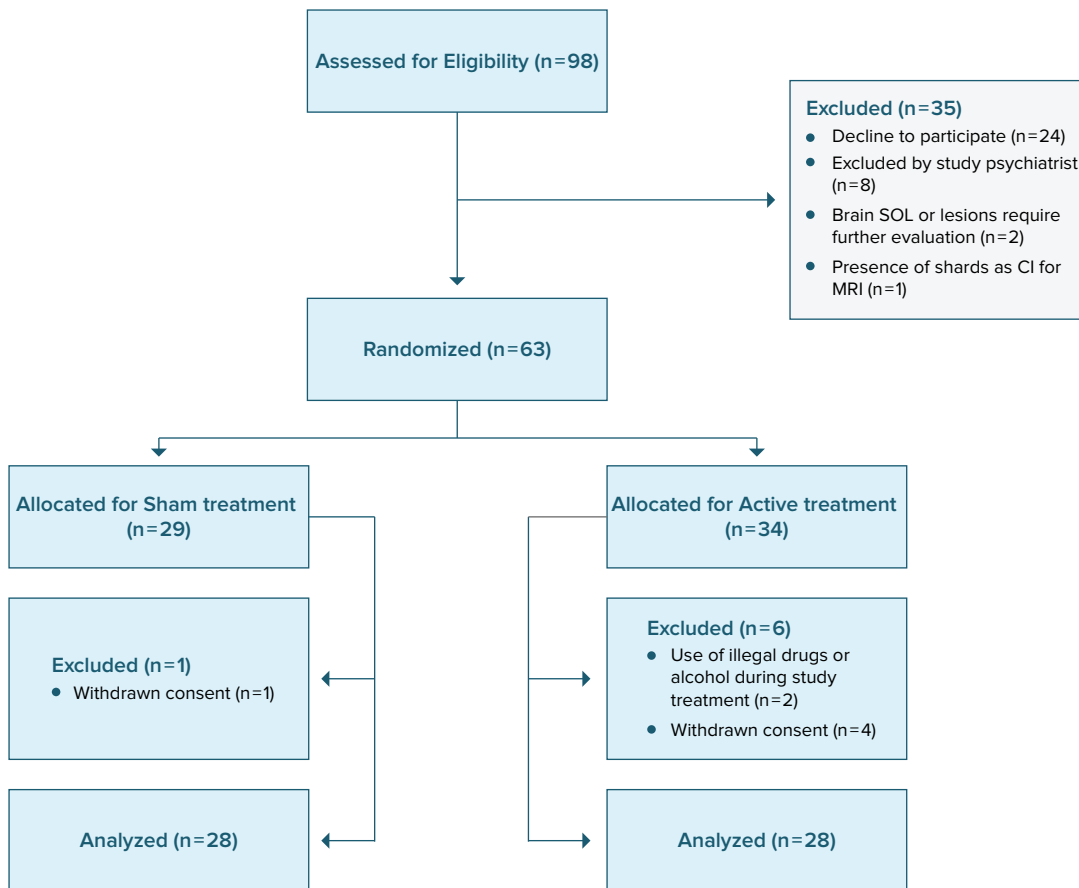 Assessed for Eligibility (n=98)
Excluded (n=35)
• Decline to participate (n=24)
• Excluded by study psychiatrist
(n=8)
• Brain SOL or lesions require
further evaluation (n=2)
• Presence of shards as CI for
MRI (n=1)
Randomized (n=63)
Allocated for Sham treatment
(n=29)
Allocated for Active treatment
(n=34)
Excluded (n=1)
• Withdrawn consent (n=1)
Excluded (n=6)
• Use of illegal drugs or
alcohol during study
treatment (n=2)
• Withdrawn consent (n=4)
Analyzed (n=28)
Analyzed (n=28)